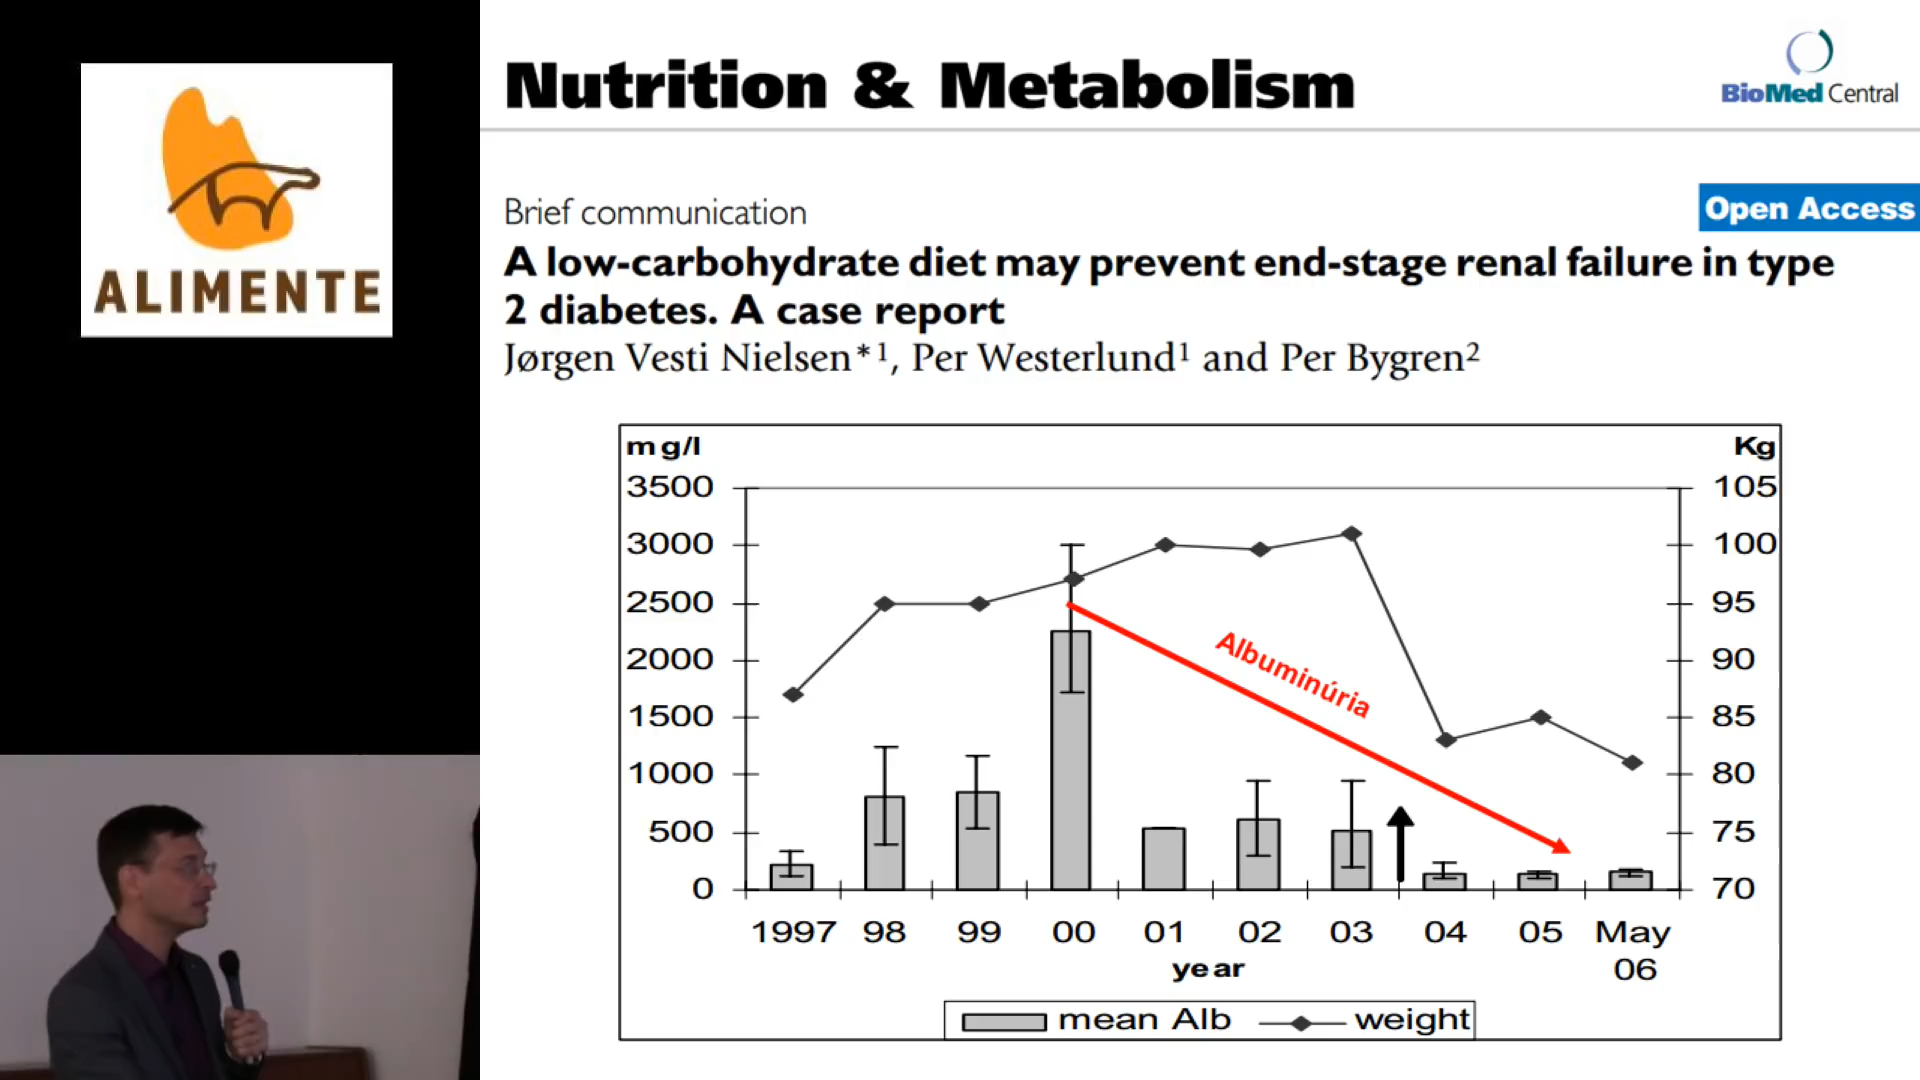 ALIMENTE
Nutrition & Metabolism
BioMed Central
Brief communication
Open Access
A low-carbohydrate diet may prevent end-stage renal failure in type
2 diabetes. A case report
Jørgen Vesti Nielsen*1, Per Westerlund1 and Per Bygren2
mg/l
Kg
3500
3000
2500
2000
1500
1000
500
0
105
100
95
90
85
80
75
70
Albuminúria
1997 98 99 00 01 02 03 04 05 May
06
year
mean Alb weight